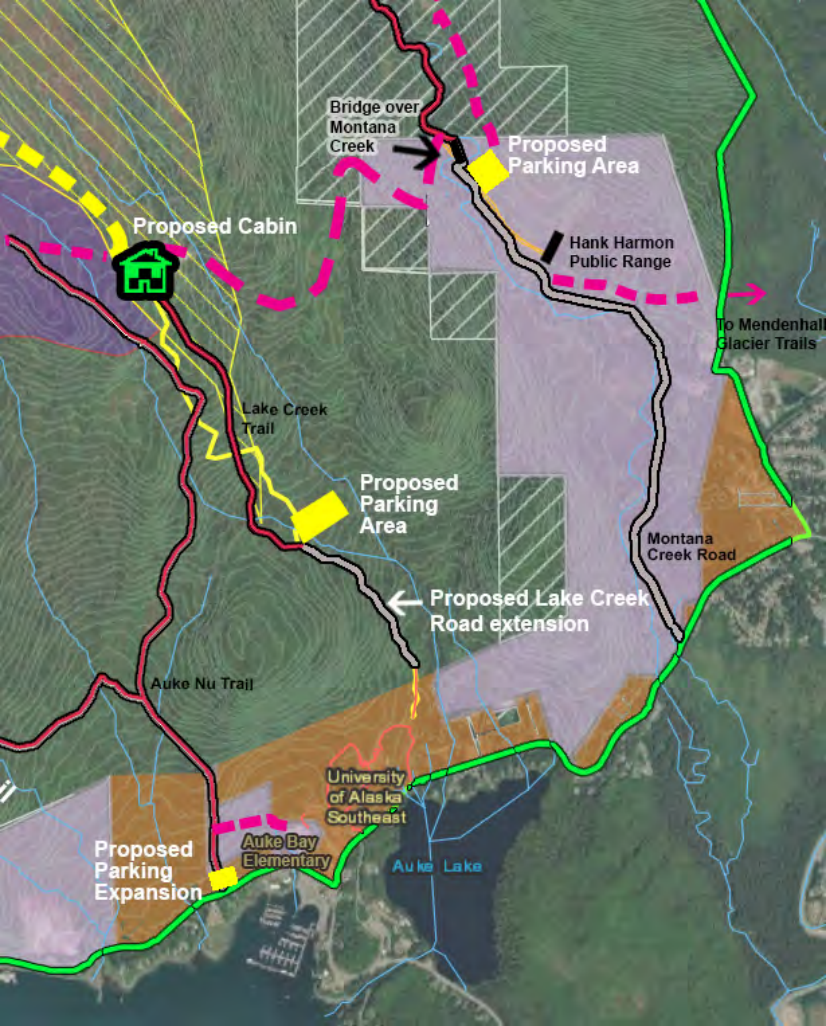 Bridge over
Montana
Creek
Proposed
Parking Area
Proposed Cabin
Hank Harmon
Public Range
To Mendenhall
Glacier Trails
Lake Creek
Trail
Proposed
Parking
Area
Montana
Creek Road
Proposed Lake Creek
Road extension
Auke Nu Trail
University
of Alaska
Southeast
Proposed
Parking
Expansion
Auke Bay
Elementary
Auke Lake